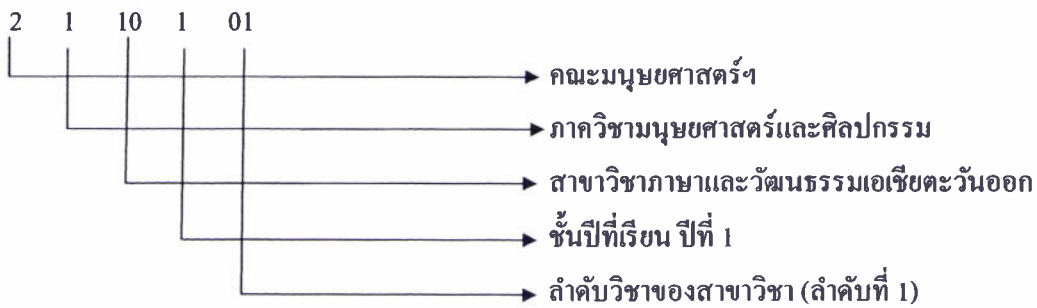 2 1 10 1 01
คณะมนุษยศาสตร์ฯ
ภาควิชามนุษยศาสตร์และศิลปกรรม
สาขาวิชาภาษาและวัฒนธรรมเอเชียตะวันออก
ชั้นปีที่เรียน ปีที่ 1
ลำดับวิชาของสาขาวิชา (ลำดับที่ 1)